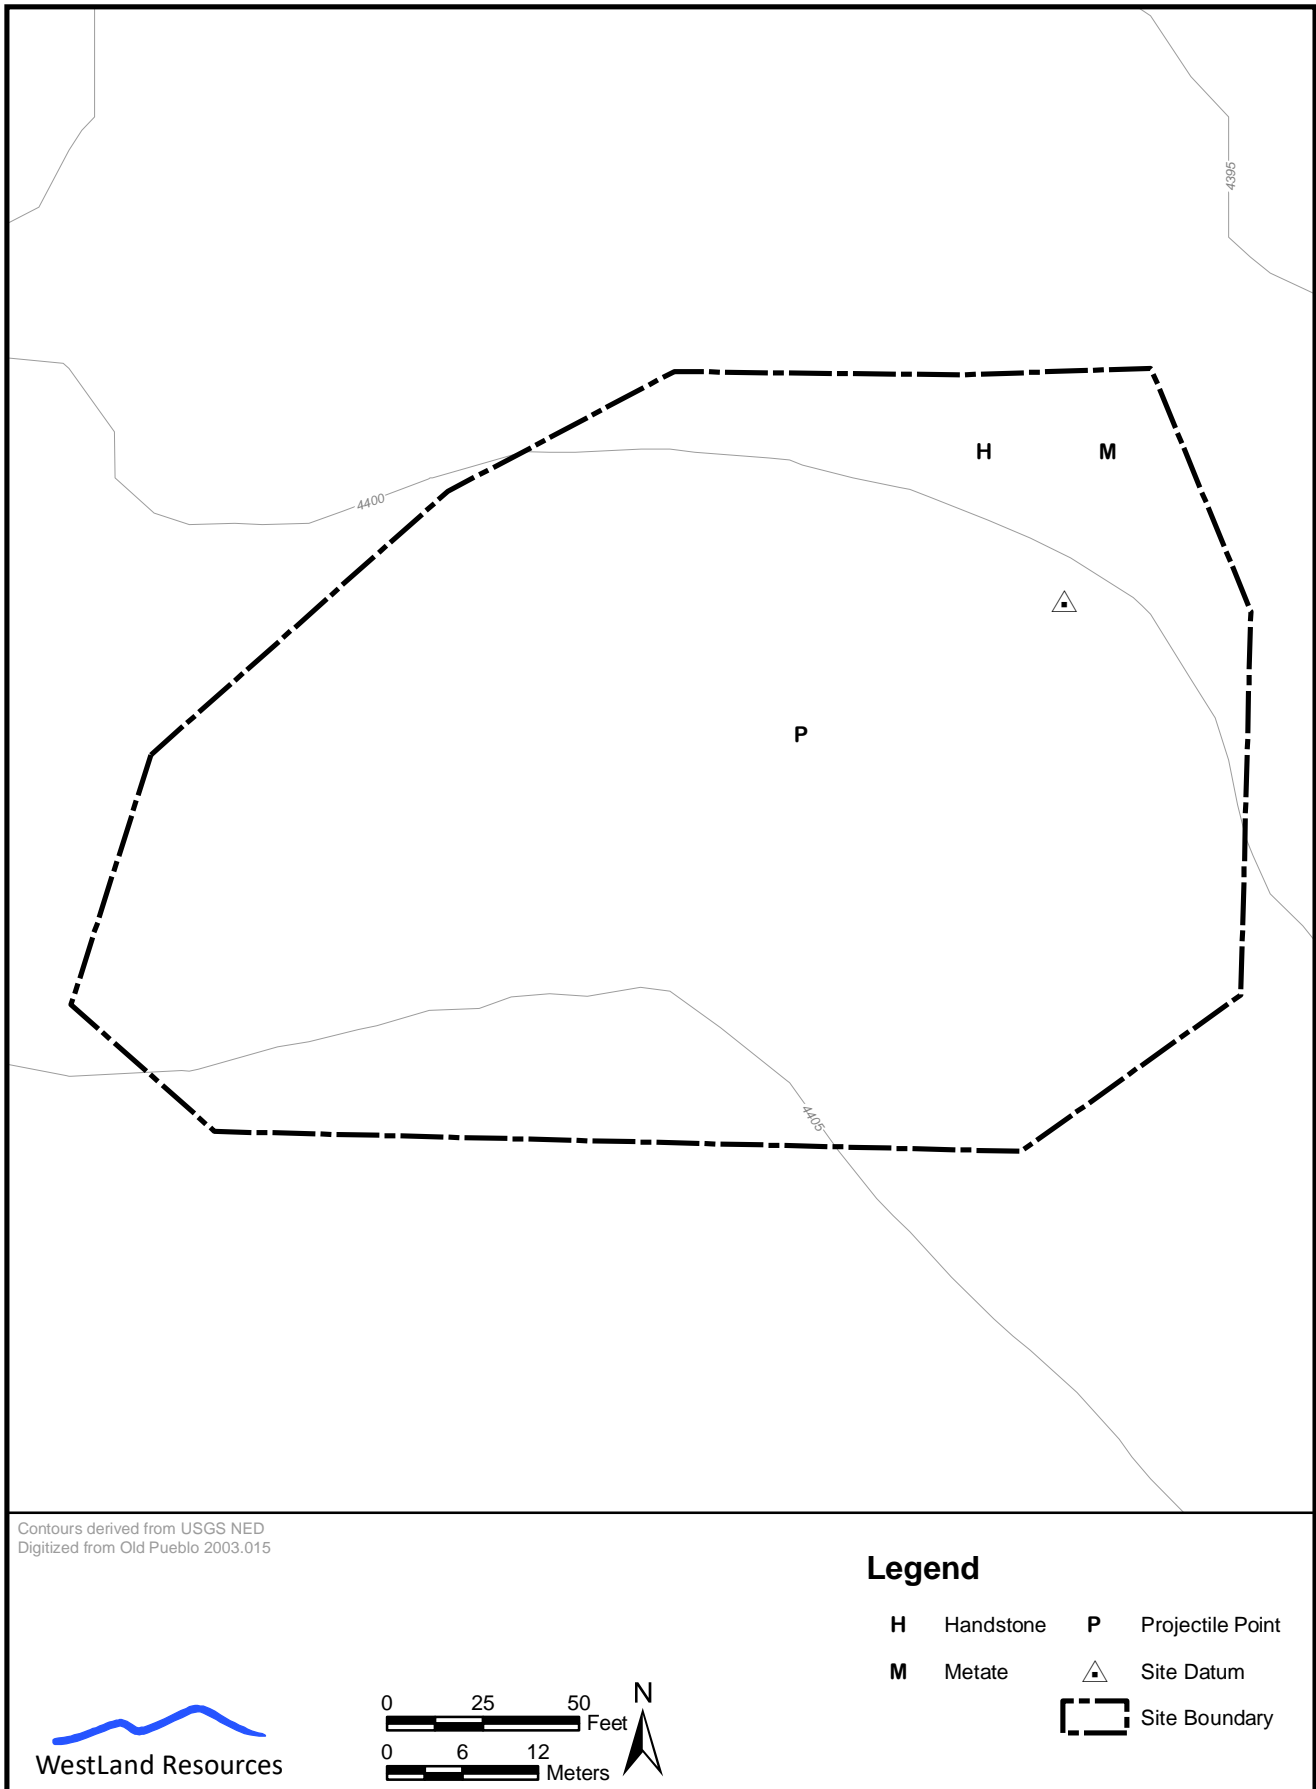 4395
H M
4400
P
4405
Contours derived from USGS NED
Digitized from Old Pueblo 2003.015
Legend
H Handstone P Projectile Point
M Metate Site Datum
Site Boundary
0 25 50
Feet
0 6 12
Meters
N
WestLand Resources